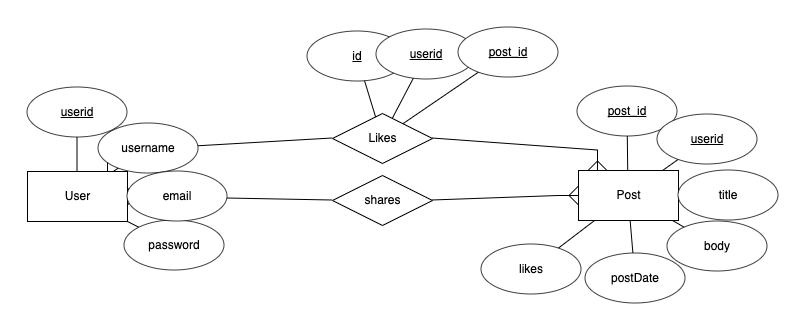 id
userid
post_id
userid
username
Likes
post_id
userid
User
email
shares
Post
title
password
likes
postDate
body